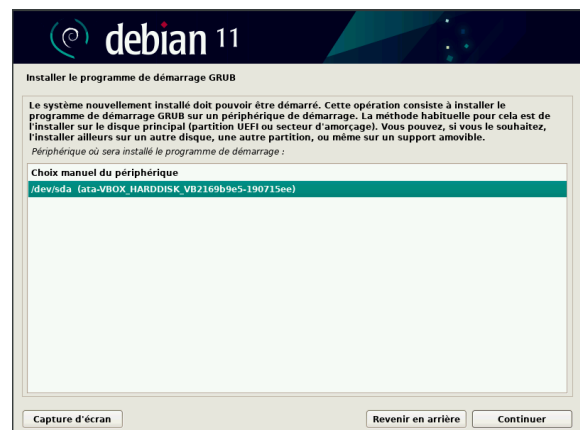 debian 11
Installer le programme de démarrage GRUB
Le système nouvellement installé doit pouvoir être démarré. Cette opération consiste à installer le
programme de démarrage GRUB sur un périphérique de démarrage. La méthode habituelle pour cela est de
l'installer sur le disque principal (partition UEFI ou secteur d'amorçage). Vous pouvez, si vous le souhaitez,
l'installer ailleurs sur un autre disque, une autre partition, ou même sur un support amovible.
Périphérique où sera installé le programme de démarrage :
Choix manuel du périphérique
/dev/sda (ata-VBOX_HARDDISK_VB2169b9e5-190715ee)
Capture d'écran
Revenir en arrière
Continuer